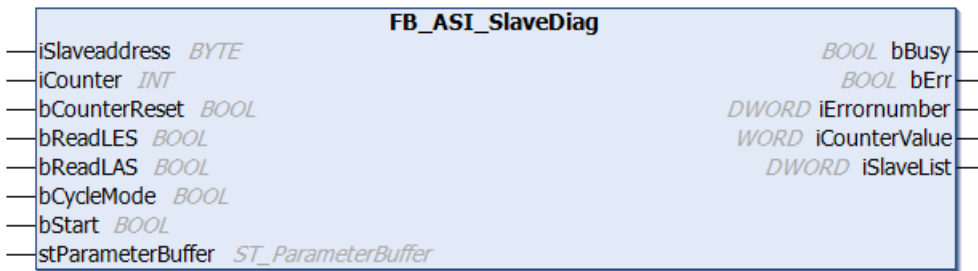 FB_ASI_SlaveDiag
iSlaveaddress BYTE BOOL bBusy
iCounter INT BOOL bErr
bCounterReset BOOL DWORD iErrornumber
bReadLES BOOL WORD iCounterValue
bReadLAS BOOL DWORD iSlaveList
bCycleMode BOOL
bStart BOOL
stParameterBuffer ST_ParameterBuffer